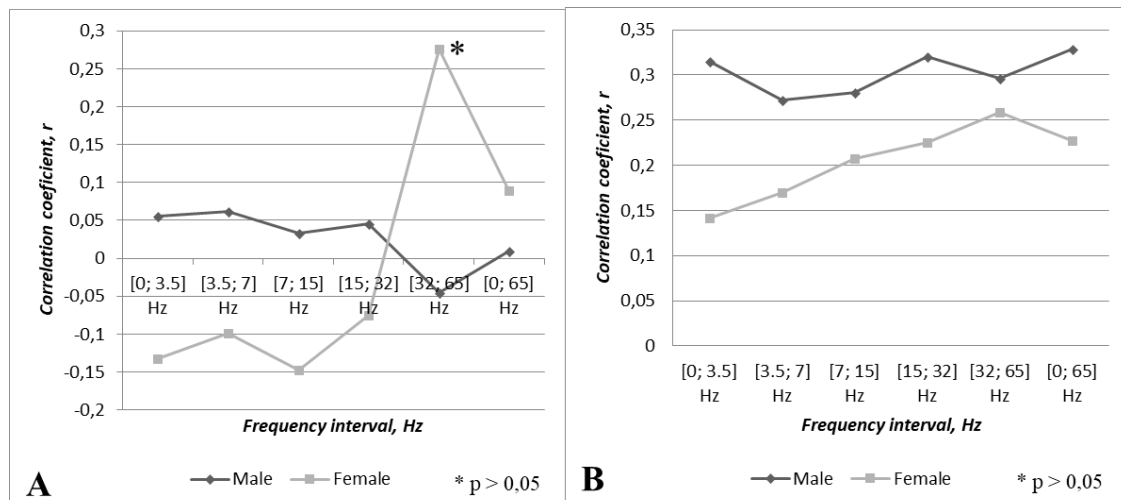 0,3
0,25
0,2
0,15
0,1
0,05
0
-0,05
-0,1
-0,15
-0,2
Correlation coeficient, r
*
[0; 3.5] [3.5; 7] [7; 15] [15; 32] [32; 65] [0; 65]
Hz Hz Hz Hz Hz Hz
Frequency interval, Hz
A
Male Female * p > 0,05
0,35
0,3
0,25
0,2
0,15
0,1
0,05
0
Correlation coeficient, r
[0; 3.5] [3.5; 7] [7; 15] [15; 32] [32; 65] [0; 65]
Hz Hz Hz Hz Hz Hz
Frequency interval, Hz
B
Male Female * p > 0,05